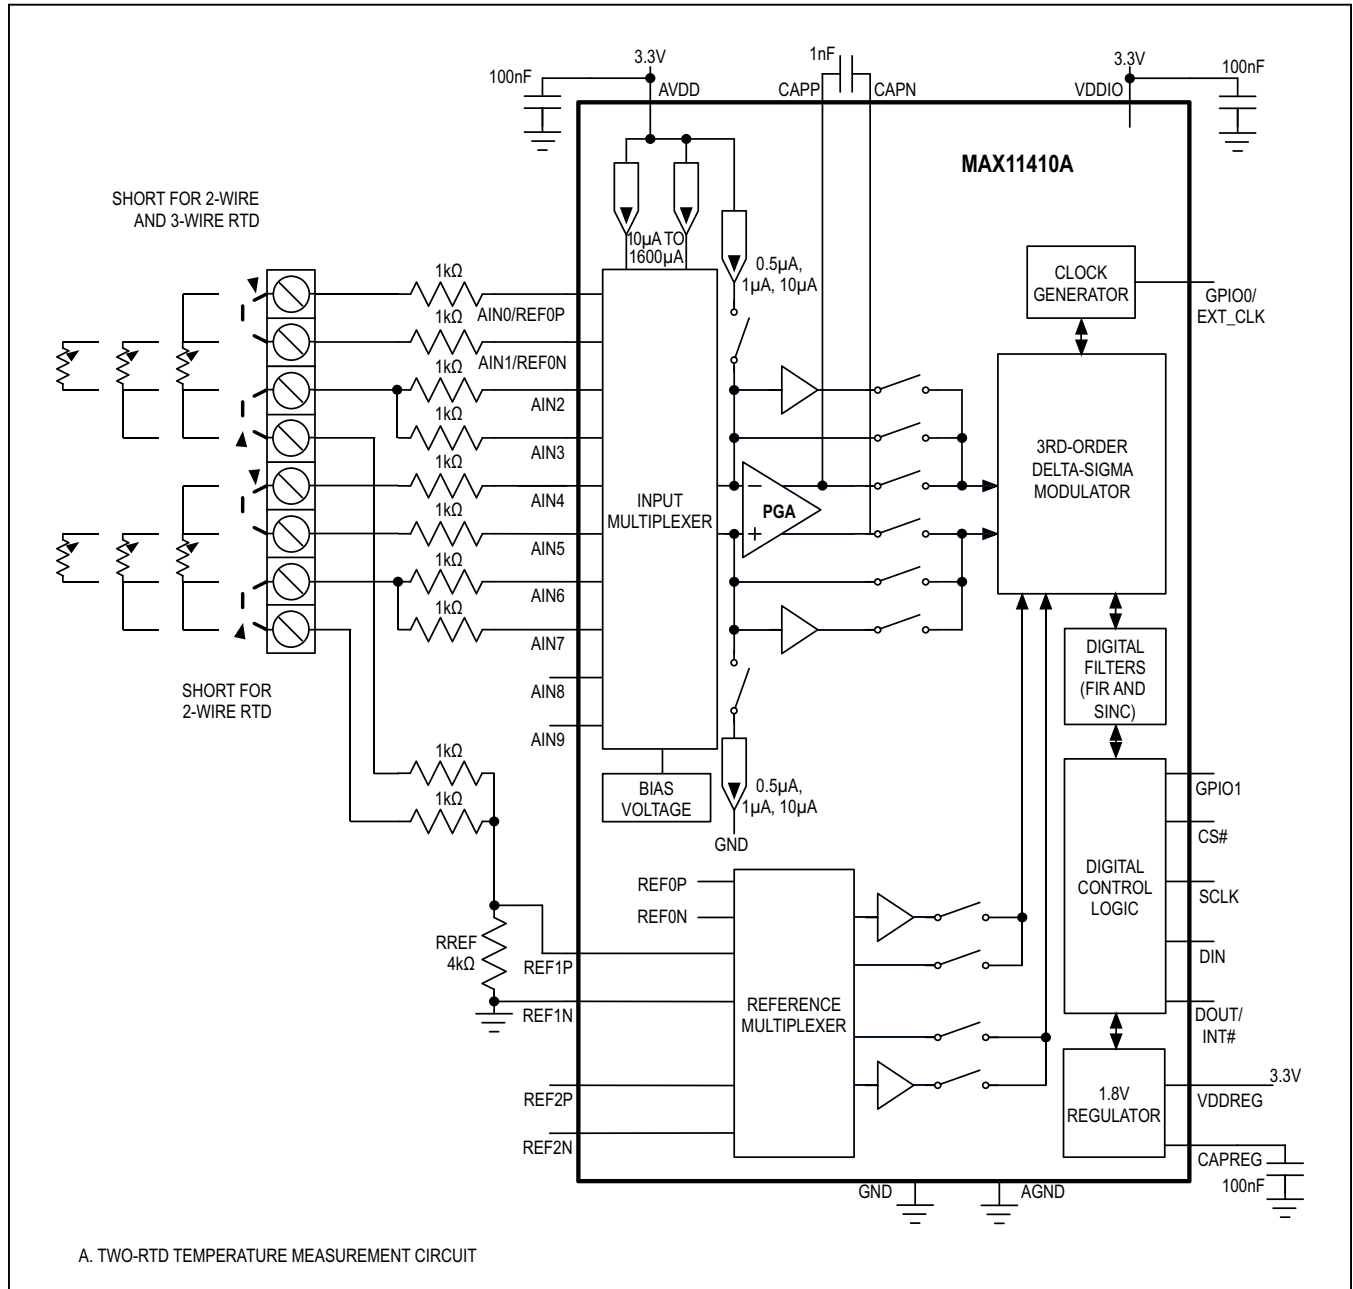 3.3V
100nF
AVDD
1nF
CAPP
CAPN
3.3V
100nF
VDDIO
MAX11410A
SHORT FOR 2-WIRE
AND 3-WIRE RTD
10µA TO
1600µA
0.5µA,
1µA, 10µA
CLOCK
GENERATOR
GPIO0/
EXT_CLK
1kΩ
AIN0/REF0P
1kΩ
AIN1/REF0N
1kΩ
AIN2
1kΩ
AIN3
1kΩ
AIN4
1kΩ
AIN5
1kΩ
AIN6
1kΩ
AIN7
AIN8
AIN9
INPUT
MULTIPLEXER
PGA
3RD-ORDER
DELTA-SIGMA
MODULATOR
DIGITAL
FILTERS
(FIR AND
SINC)
SHORT FOR
2-WIRE RTD
1kΩ
1kΩ
BIAS
VOLTAGE
0.5µA,
1µA, 10µA
GND
GPIO1
CS#
SCLK
DIN
DOUT/
INT#
DIGITAL
CONTROL
LOGIC
REF0P
REF0N
RREF
4kΩ
REF1P
REF1N
REF2P
REF2N
REFERENCE
MULTIPLEXER
1.8V
REGULATOR
3.3V
VDDREG
CAPREG
100nF
GND
AGND
A. TWO-RTD TEMPERATURE MEASUREMENT CIRCUIT